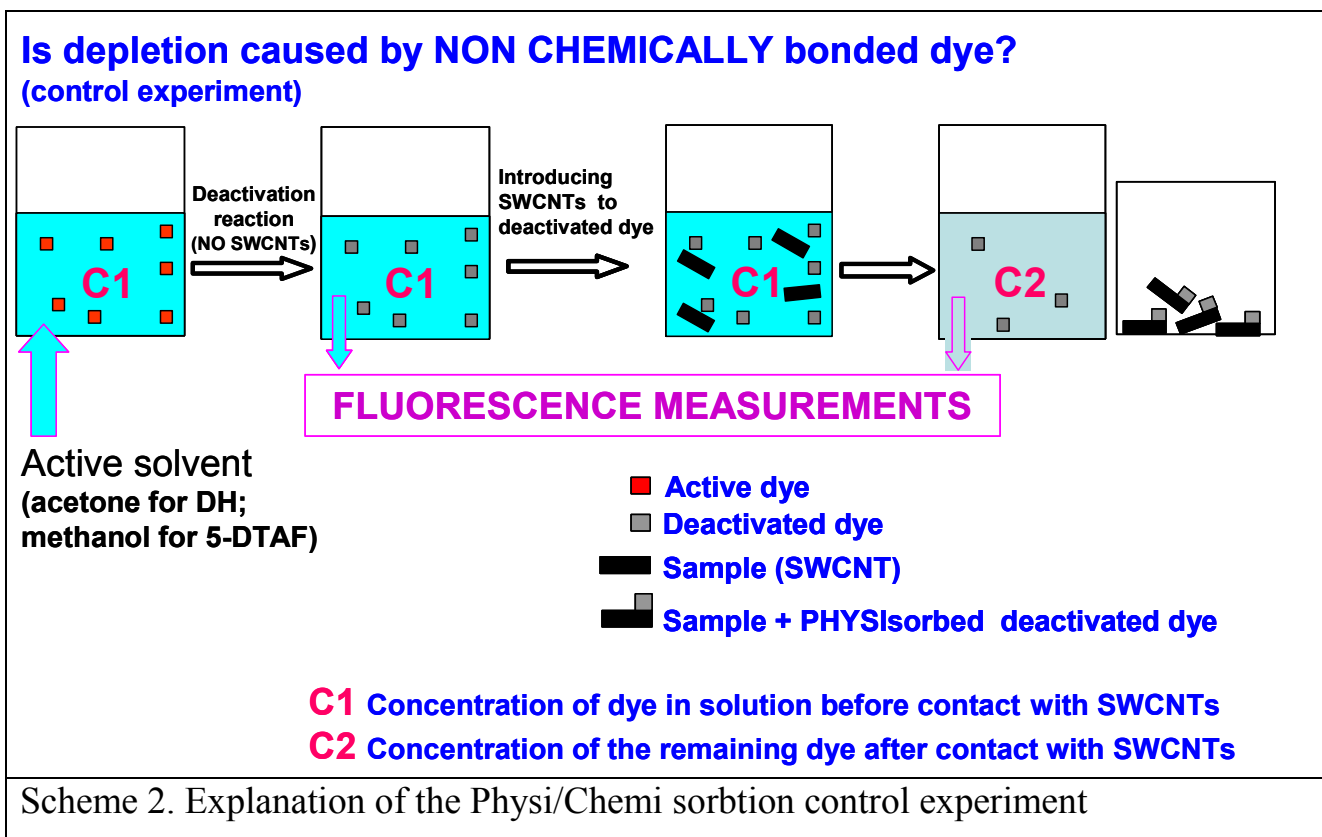 Is depletion caused by NON CHEMICALLY bonded dye?
(control experiment)
Deactivation
reaction
(NO SWCNTs)
Introducing
SWCNTs to
deactivated dye
C1
C1
C1
C2
FLUORESCENCE MEASUREMENTS
Active solvent
(acetone for DH;
methanol for 5-DTAF)
Active dye
Deactivated dye
Sample (SWCNT)
Sample + PHYSIsorbed deactivated dye
C1 Concentration of dye in solution before contact with SWCNTs
C2 Concentration of the remaining dye after contact with SWCNTs
Scheme 2. Explanation of the Physi/Chemi sorbtion control experiment